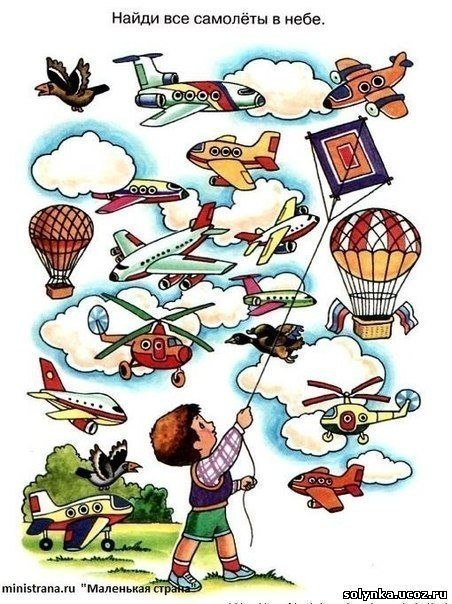 Найди все самолёты в небе.
ministrana.ru "Маленькая страна
solynka.ucoz.ru